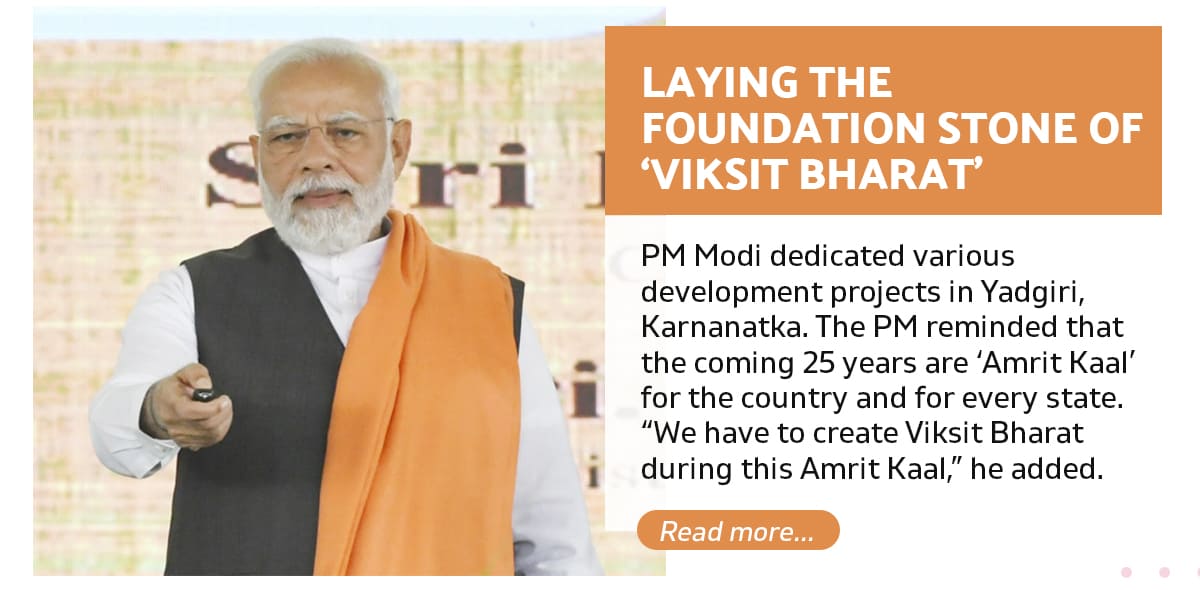 LAYING THE
FOUNDATION STONE OF
‘VIKSIT BHARAT’
PM Modi dedicated various
development projects in Yadgiri,
Karnanatka. The PM reminded that
the coming 25 years are ‘Amrit Kaal’
for the country and for every state.
“We have to create Viksit Bharat
during this Amrit Kaal,” he added.
Read more...